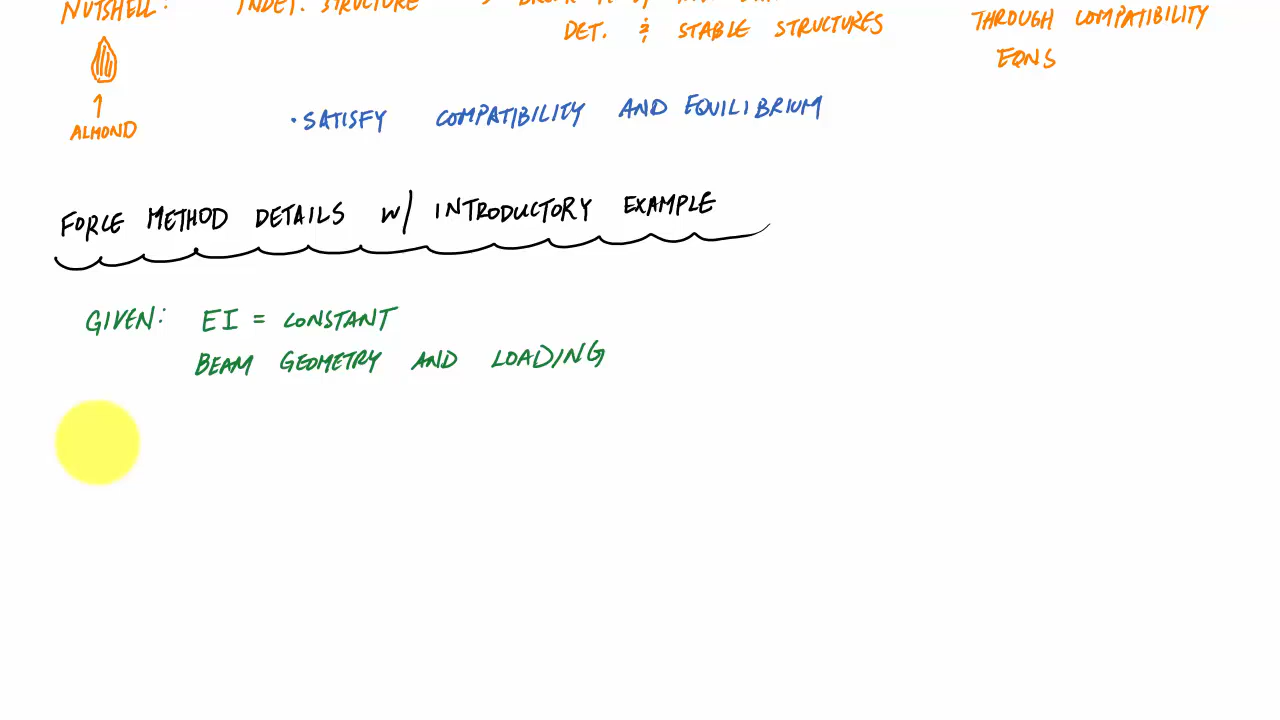 NUTSHELL:
INDET. STRUCTURE
DET. & STABLE STRUCTURES
THROUGH COMPATIBILITY
EQNS
↑
ALMOND
• SATISFY COMPATIBILITY AND EQUILIBRIUM
FORCE METHOD DETAILS w/ INTRODUCTORY EXAMPLE
GIVEN: EI = CONSTANT
BEAM GEOMETRY AND LOADING